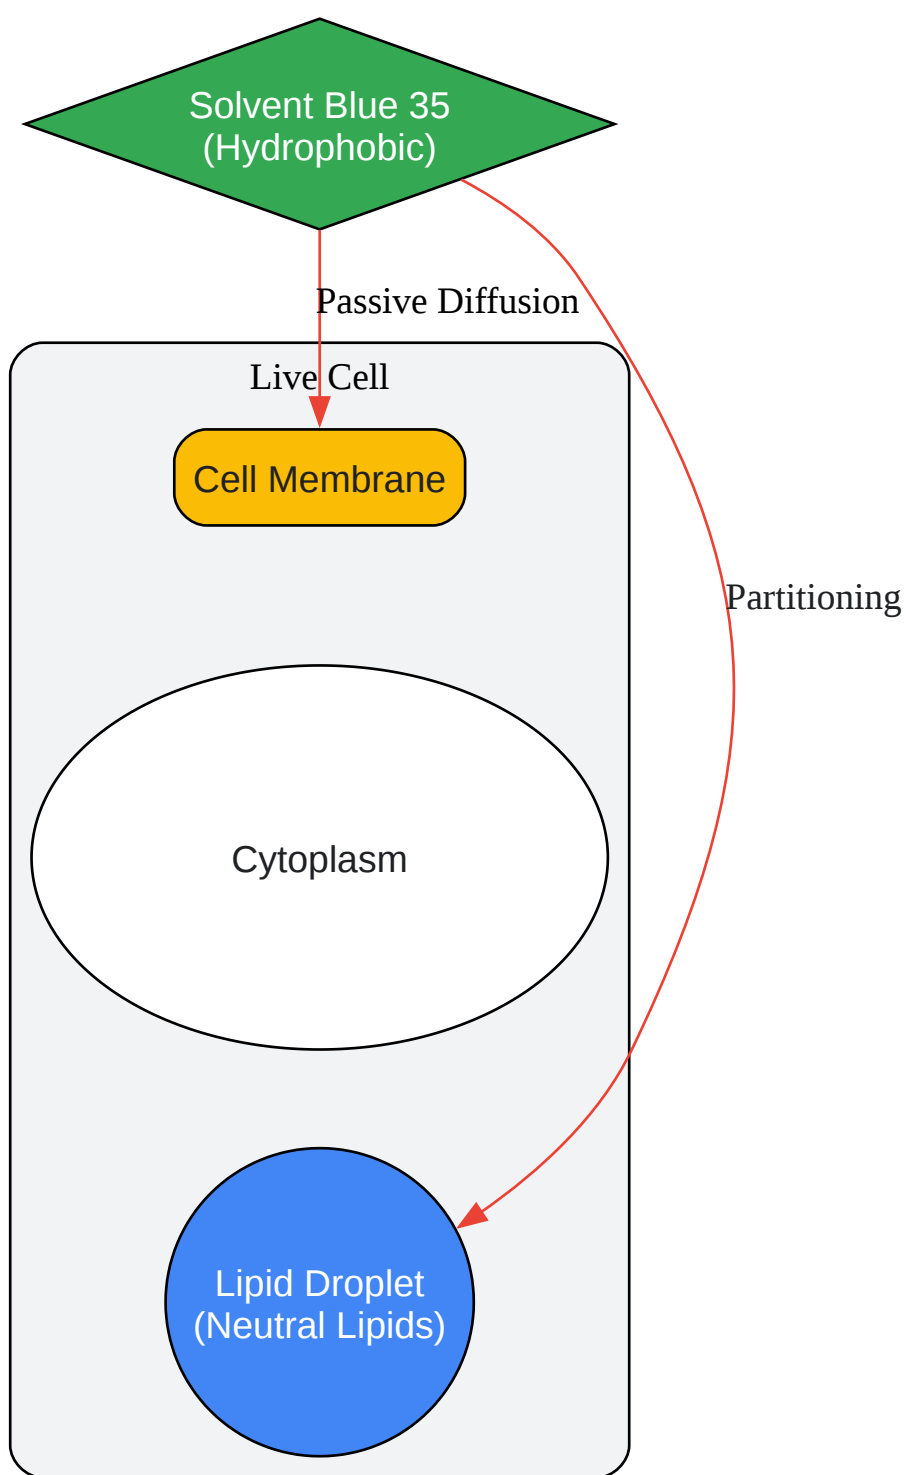 Solvent Blue 35
(Hydrophobic)
Passive Diffusion
Live Cell
Cell Membrane
Partitioning
Cytoplasm
Lipid Droplet
(Neutral Lipids)